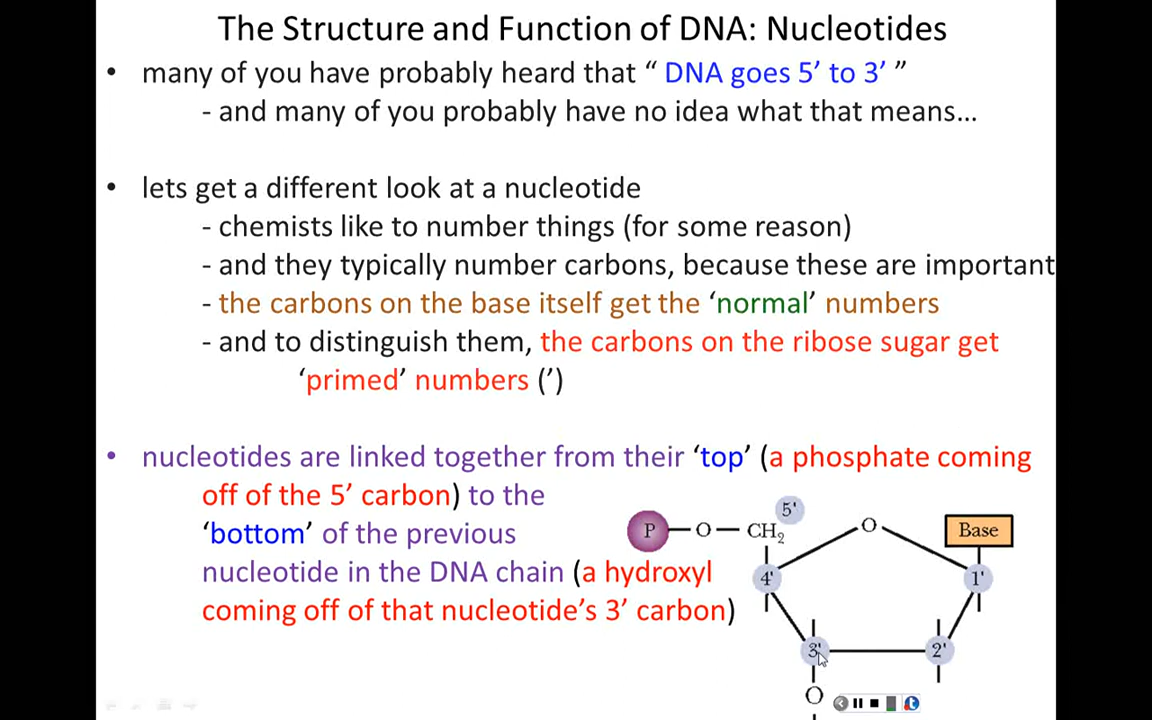 The Structure and Function of DNA: Nucleotides
• many of you have probably heard that “ DNA goes 5’ to 3’ ”
- and many of you probably have no idea what that means…
• lets get a different look at a nucleotide
- chemists like to number things (for some reason)
- and they typically number carbons, because these are important
- the carbons on the base itself get the ‘normal’ numbers
- and to distinguish them, the carbons on the ribose sugar get
‘primed’ numbers (’)
• nucleotides are linked together from their ‘top’ (a phosphate coming
off of the 5’ carbon) to the
‘bottom’ of the previous
nucleotide in the DNA chain (a hydroxyl
coming off of that nucleotide’s 3’ carbon)
5'
P O CH2 O Base
4' 1'
3' 2'
O